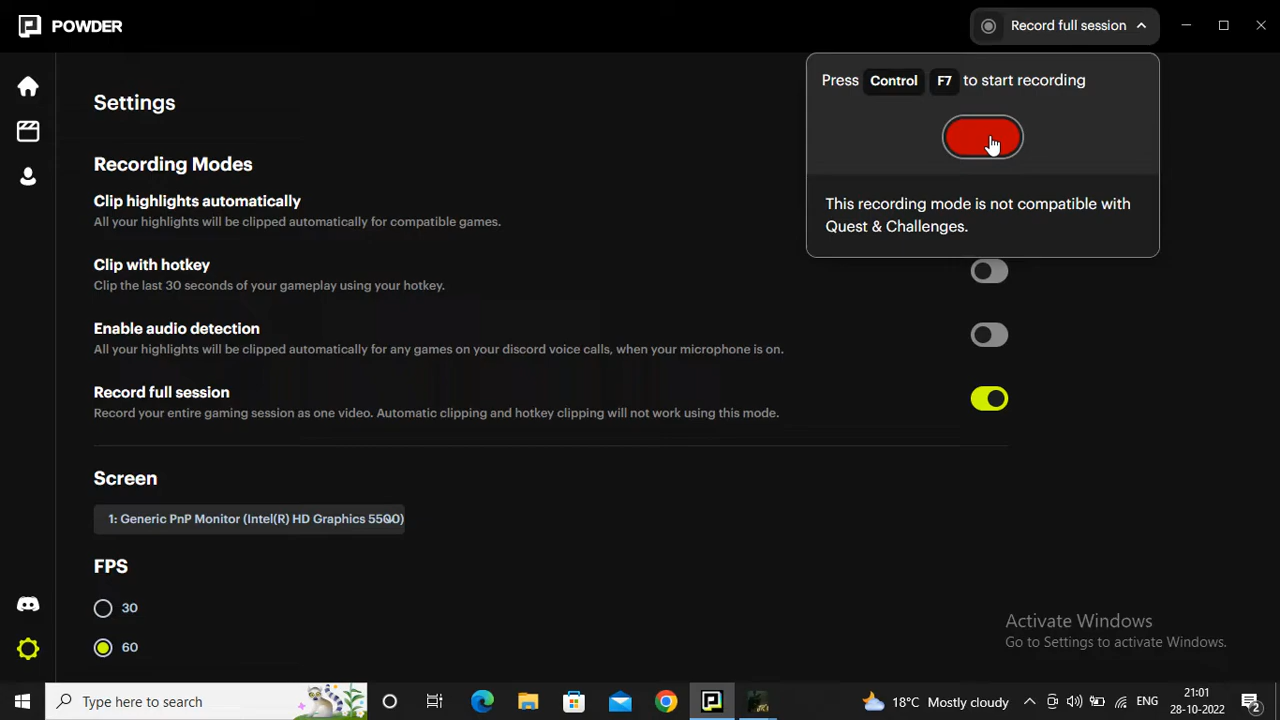 POWDER
Record full session
Press Control F7 to start recording
This recording mode is not compatible with
Quest & Challenges.
Settings
Recording Modes
Clip highlights automatically
All your highlights will be clipped automatically for compatible games.
Clip with hotkey
Clip the last 30 seconds of your gameplay using your hotkey.
Enable audio detection
All your highlights will be clipped automatically for any games on your discord voice calls, when your microphone is on.
Record full session
Record your entire gaming session as one video. Automatic clipping and hotkey clipping will not work using this mode.
Screen
1: Generic PnP Monitor (Intel(R) HD Graphics 5500)
FPS
30
60
Activate Windows
Go to Settings to activate Windows.
Type here to search
18°C Mostly cloudy
ENG
21:01
28-10-2022
2